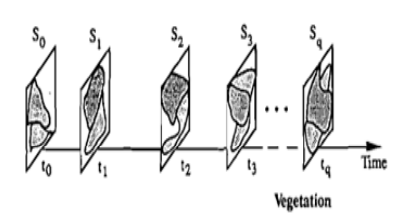 S0 S1 S2 S3 Sq
...
t0 t1 t2 t3 tq
Time
Vegetation